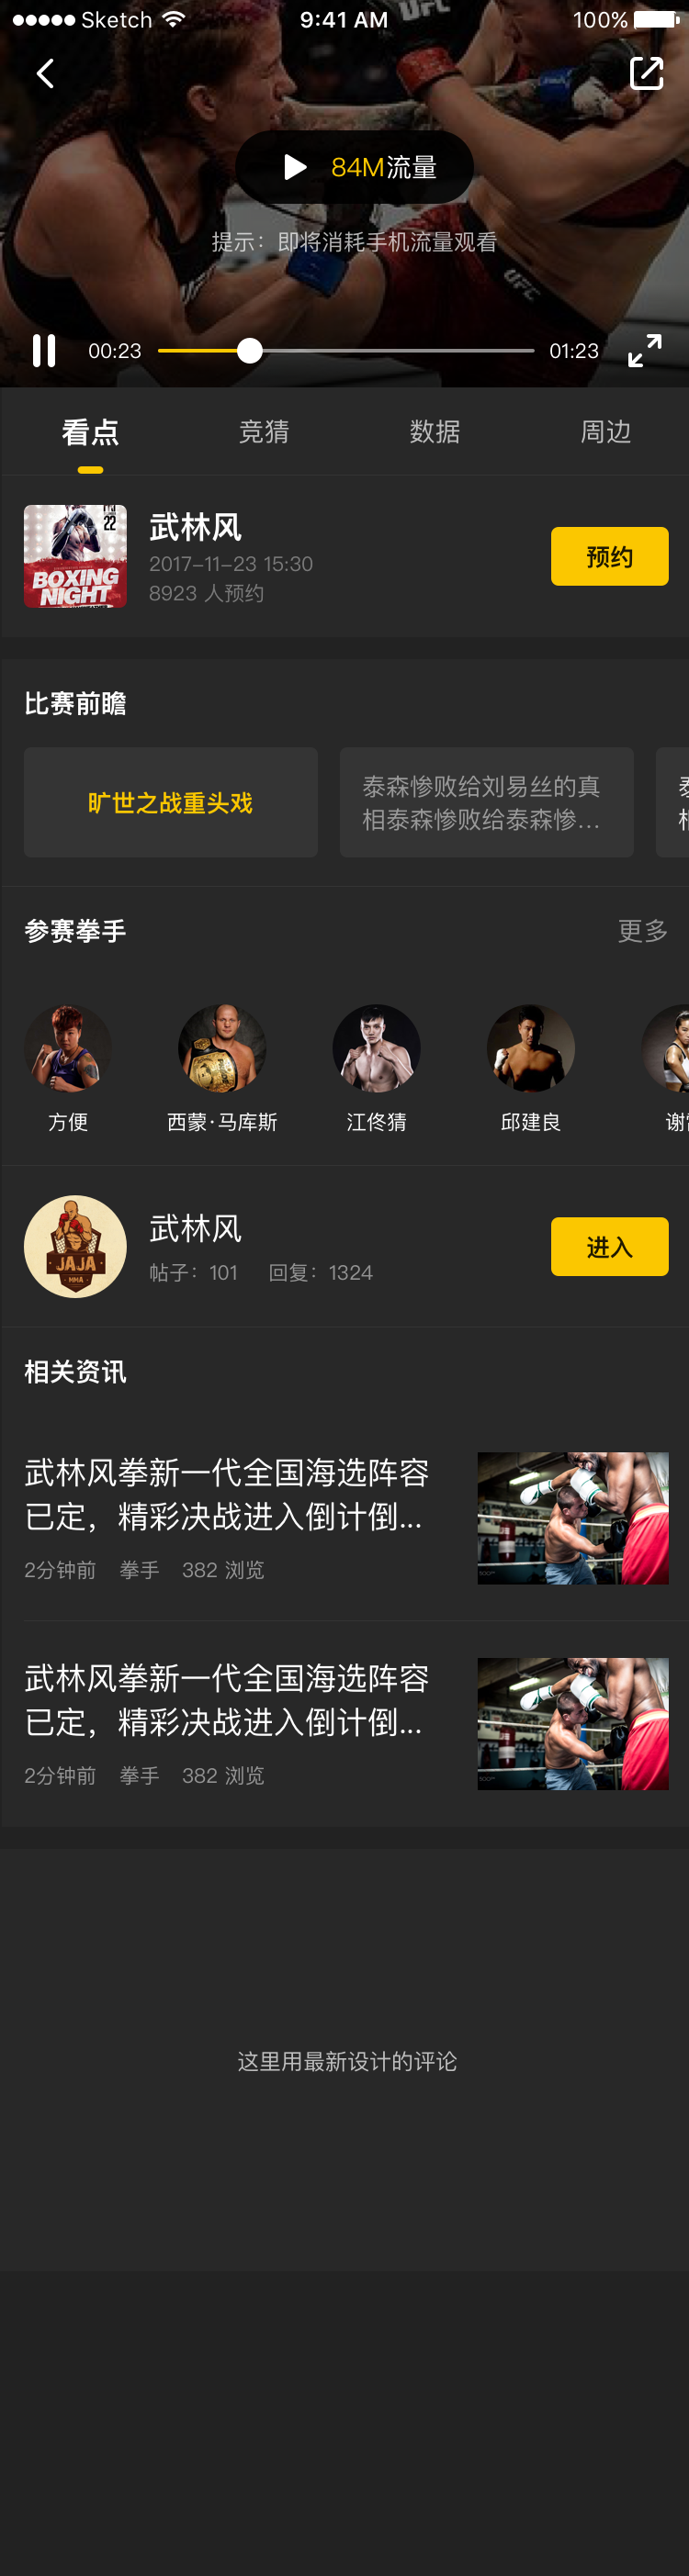 Sketch
9:41 AM
100%
UFC
84M流量
提示：即将消耗手机流量观看
UFC
00:23
01:23
看点
竞猜
数据
周边
22
BOXING
NIGHT
武林风
2017-11-23 15:30
8923 人预约
预约
比赛前瞻
旷世之战重头戏
泰森惨败给刘易丝的真
相泰森惨败给泰森惨...
参赛拳手
更多
方便
西蒙·马库斯
江佟猜
邱建良
谢
JAJA
MMA
武林风
帖子：101
回复：1324
进入
相关资讯
武林风拳新一代全国海选阵容
已定，精彩决战进入倒计倒...
2分钟前
拳手
382 浏览
武林风拳新一代全国海选阵容
已定，精彩决战进入倒计倒...
2分钟前
拳手
382 浏览
这里用最新设计的评论